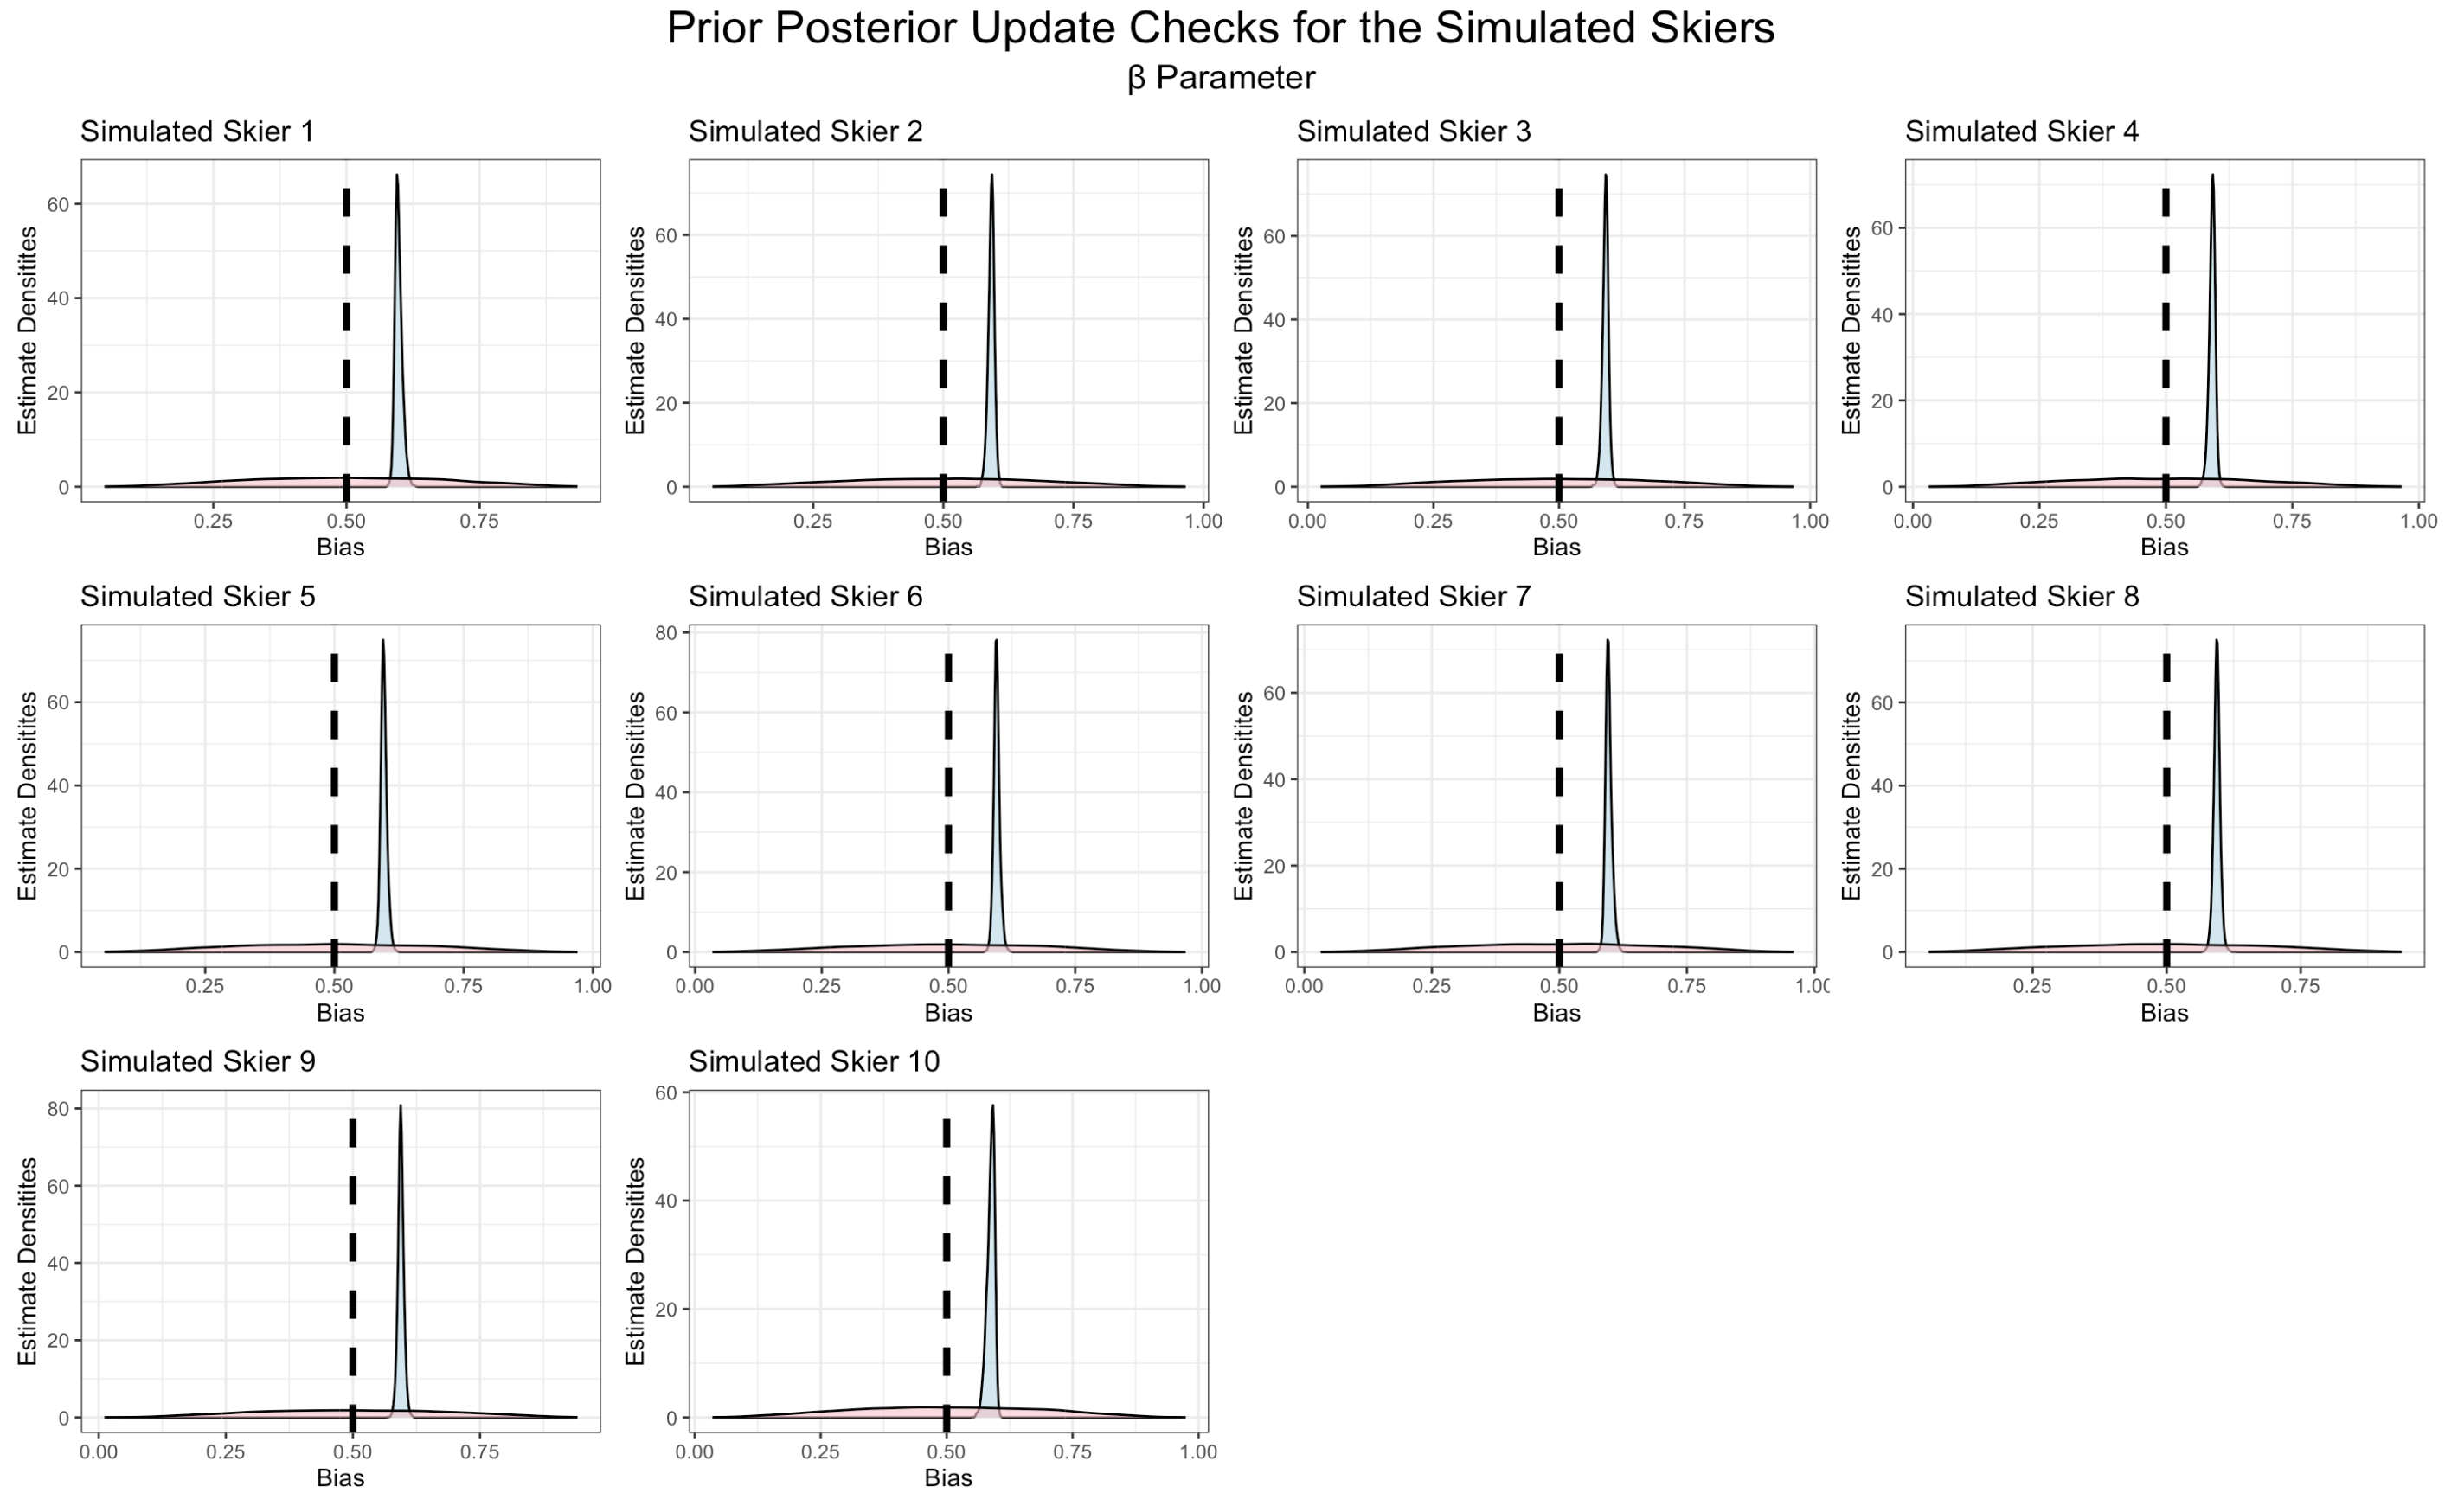 Prior Posterior Update Checks for the Simulated Skiers
β Parameter
Simulated Skier 1
Simulated Skier 2
Simulated Skier 3
Simulated Skier 4
Estimate Densitites
60
40
20
0
0.25 0.50 0.75
Bias
Estimate Densitites
60
40
20
0
0.25 0.50 0.75 1.00
Bias
Estimate Densitites
60
40
20
0
0.00 0.25 0.50 0.75 1.00
Bias
Estimate Densitites
60
40
20
0
0.00 0.25 0.50 0.75 1.00
Bias
Simulated Skier 5
Simulated Skier 6
Simulated Skier 7
Simulated Skier 8
Estimate Densitites
60
40
20
0
0.25 0.50 0.75 1.00
Bias
Estimate Densitites
80
60
40
20
0
0.00 0.25 0.50 0.75 1.00
Bias
Estimate Densitites
60
40
20
0
0.00 0.25 0.50 0.75 1.00
Bias
Estimate Densitites
60
40
20
0
0.25 0.50 0.75
Bias
Simulated Skier 9
Simulated Skier 10
Estimate Densitites
80
60
40
20
0
0.00 0.25 0.50 0.75
Bias
Estimate Densitites
60
40
20
0
0.00 0.25 0.50 0.75 1.00
Bias